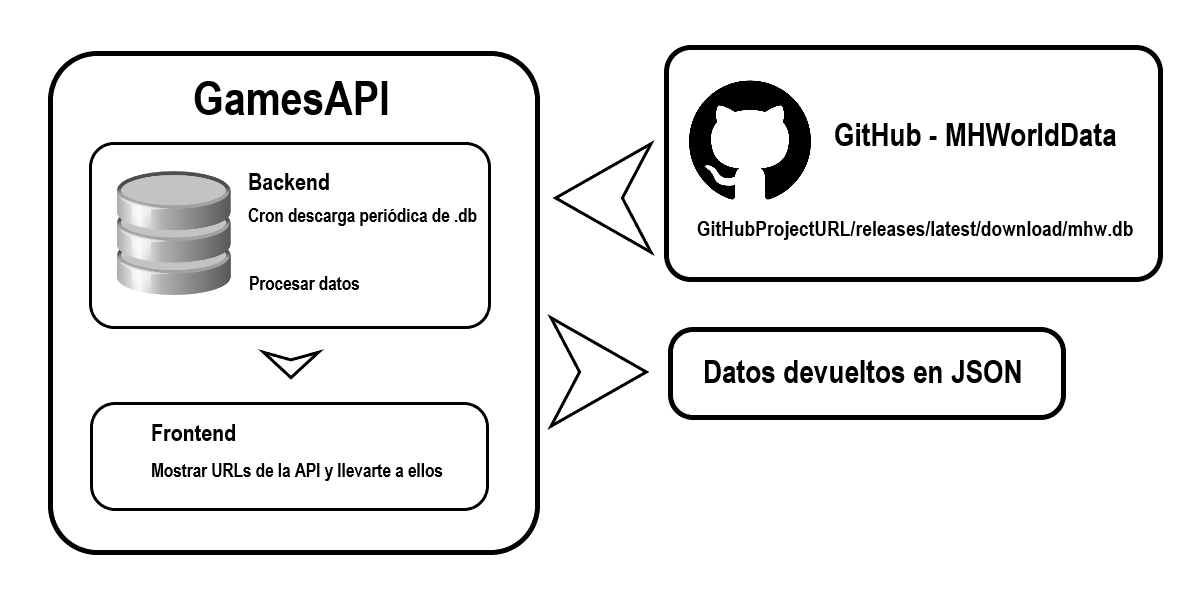 GamesAPI
Backend
Cron descarga periódica de .db
Procesar datos
Frontend
Mostrar URLs de la API y llevarte a ellos
GitHub - MHWorldData
GitHubProjectURL/releases/latest/download/mhw.db
Datos devueltos en JSON